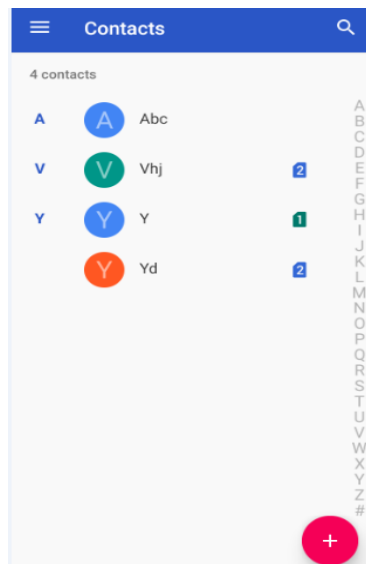 Contacts
4 contacts
A A Abc
V V Vhj 2
Y Y Y 1
Y Yd 2
A
B
C
D
E
F
G
H
I
J
K
L
M
N
O
P
Q
R
S
T
U
V
W
X
Y
Z
#
+